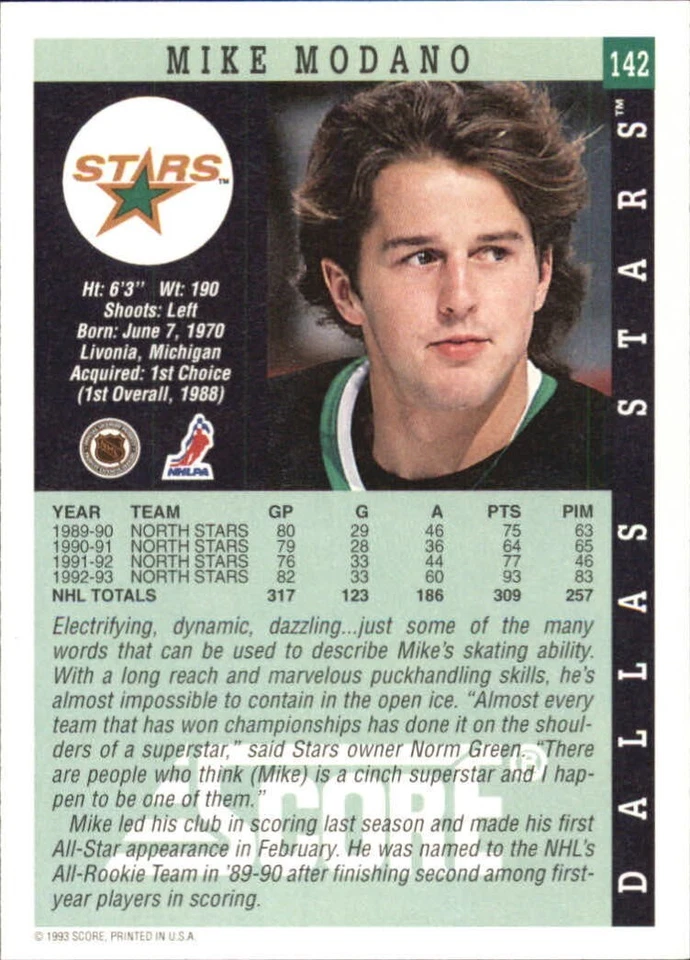 MIKE MODANO
142
STARS™
Ht: 6'3" Wt: 190
Shoots: Left
Born: June 7, 1970
Livonia, Michigan
Acquired: 1st Choice
(1st Overall, 1988)
NHLPA
DALLAS STARS™
YEAR TEAM GP G A PTS PIM
1989-90 NORTH STARS 80 29 46 75 63
1990-91 NORTH STARS 79 28 36 64 65
1991-92 NORTH STARS 76 33 44 77 46
1992-93 NORTH STARS 82 33 60 93 83
NHL TOTALS 317 123 186 309 257
Electrifying, dynamic, dazzling...just some of the many
words that can be used to describe Mike's skating ability.
With a long reach and marvelous puckhandling skills, he's
almost impossible to contain in the open ice. "Almost every
team that has won championships has done it on the shoul-
ders of a superstar," said Stars owner Norm Green. "There
are people who think (Mike) is a cinch superstar and I hap-
pen to be one of them."
Mike led his club in scoring last season and made his first
All-Star appearance in February. He was named to the NHL's
All-Rookie Team in '89-90 after finishing second among first-
year players in scoring.
SCORE®
© 1993 SCORE, PRINTED IN U.S.A.